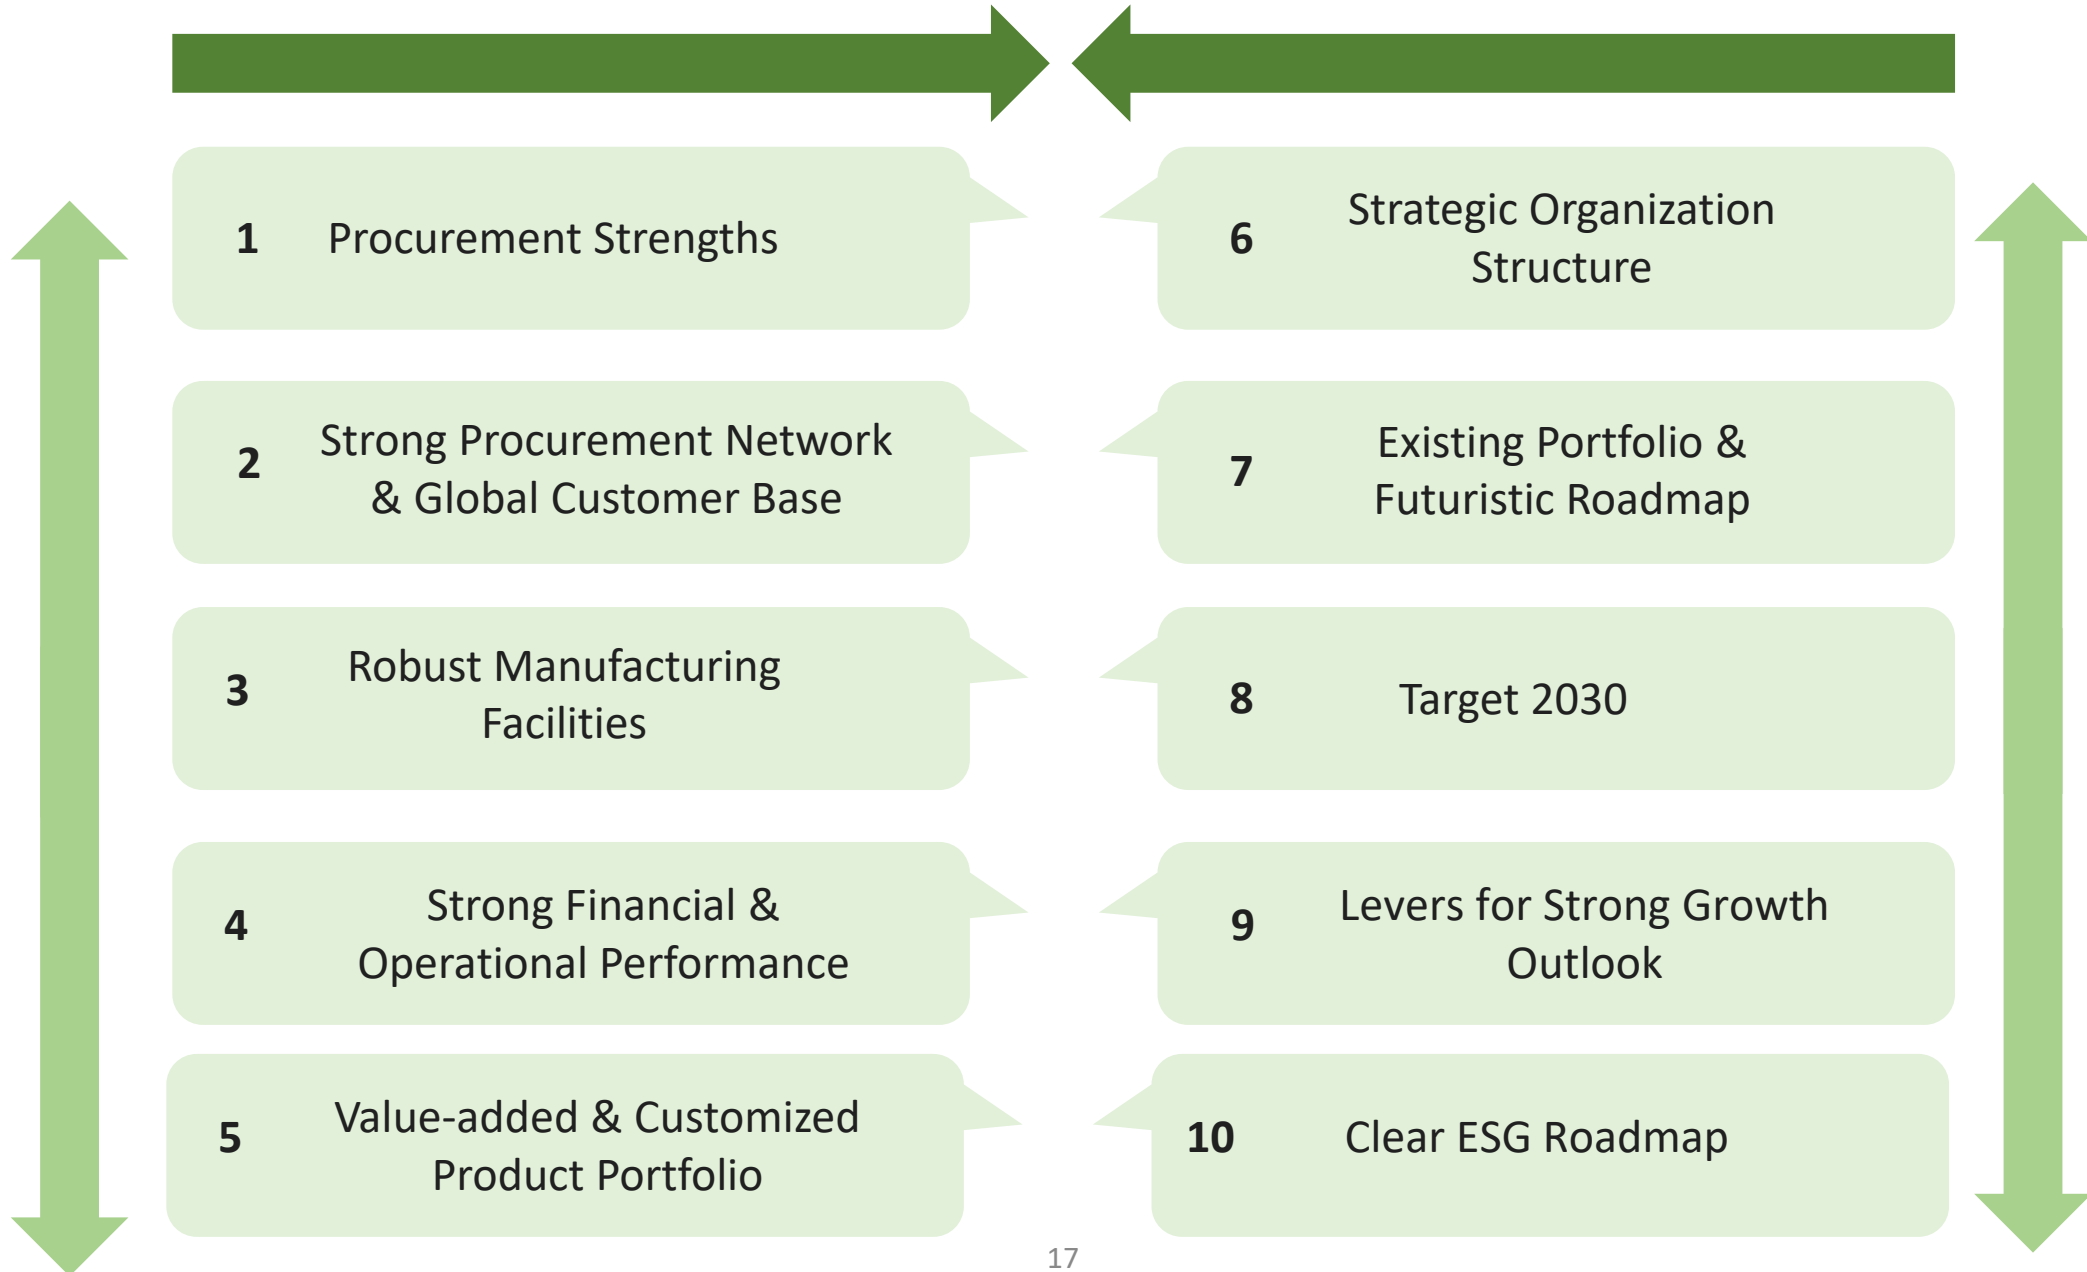 1 Procurement Strengths
2 Strong Procurement Network
& Global Customer Base
3 Robust Manufacturing
Facilities
4 Strong Financial &
Operational Performance
5 Value-added & Customized
Product Portfolio
6 Strategic Organization
Structure
7 Existing Portfolio &
Futuristic Roadmap
8 Target 2030
9 Levers for Strong Growth
Outlook
10 Clear ESG Roadmap
17